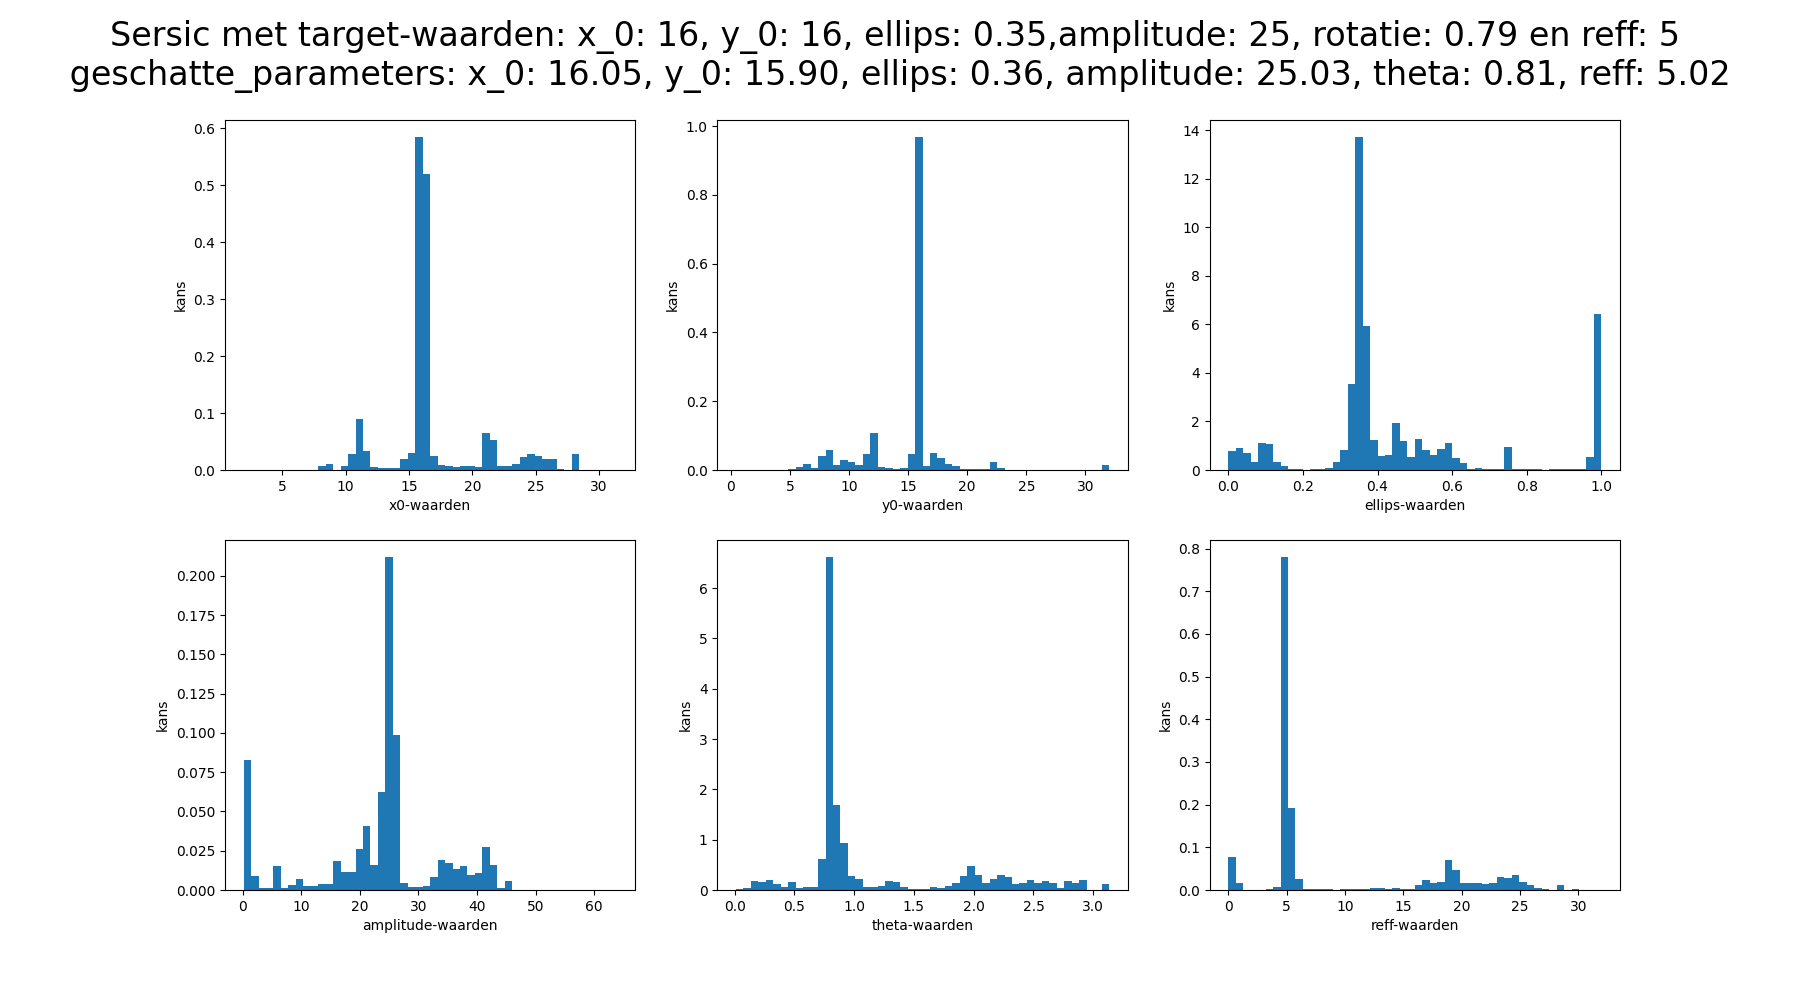 Sersic met target-waarden: x_0: 16, y_0: 16, ellips: 0.35,amplitude: 25, rotatie: 0.79 en reff: 5
geschatte_parameters: x_0: 16.05, y_0: 15.90, ellips: 0.36, amplitude: 25.03, theta: 0.81, reff: 5.02
0.6
0.5
0.4
0.3
0.2
0.1
0.0
kans
5 10 15 20 25 30
x0-waarden
1.0
0.8
0.6
0.4
0.2
0.0
kans
0 5 10 15 20 25 30
y0-waarden
14
12
10
8
6
4
2
0
kans
0.0 0.2 0.4 0.6 0.8 1.0
ellips-waarden
0.200
0.175
0.150
0.125
0.100
0.075
0.050
0.025
0.000
kans
0 10 20 30 40 50 60
amplitude-waarden
6
5
4
3
2
1
0
kans
0.0 0.5 1.0 1.5 2.0 2.5 3.0
theta-waarden
0.8
0.7
0.6
0.5
0.4
0.3
0.2
0.1
0.0
kans
0 5 10 15 20 25 30
reff-waarden